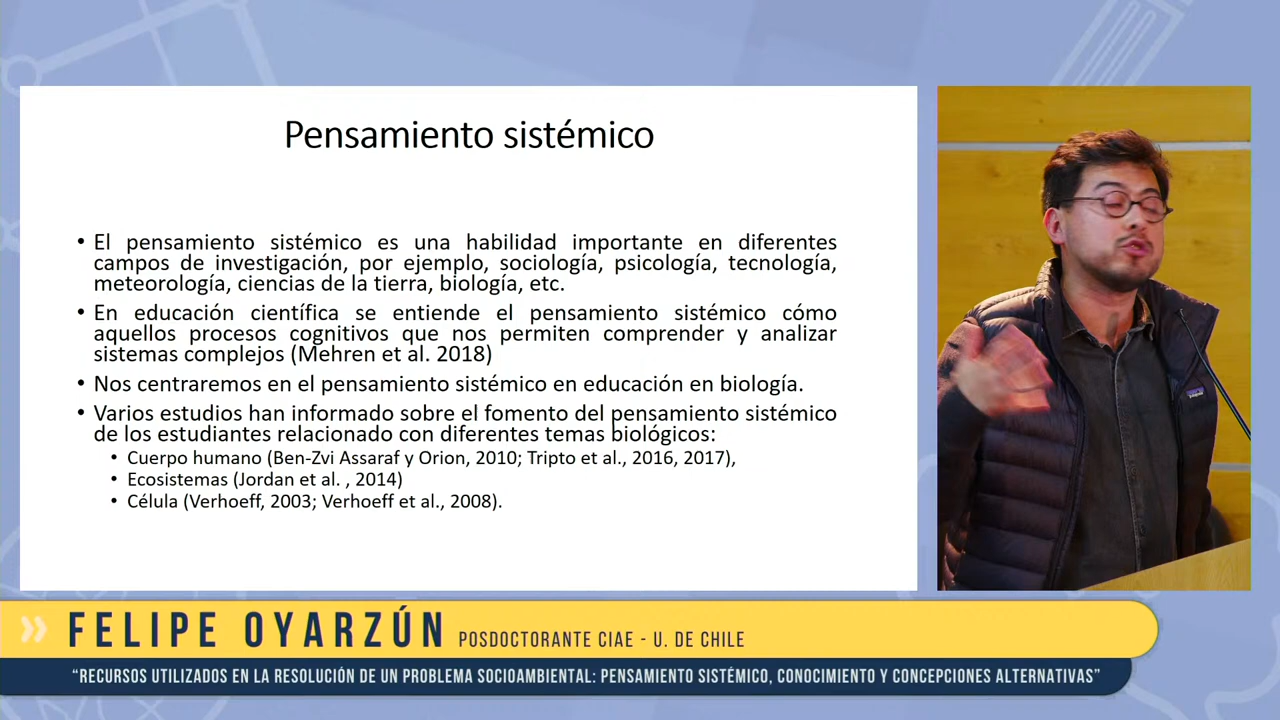 Pensamiento sistémico
• El pensamiento sistémico es una habilidad importante en diferentes
campos de investigación, por ejemplo, sociología, psicología, tecnología,
meteorología, ciencias de la tierra, biología, etc.
• En educación científica se entiende el pensamiento sistémico cómo
aquellos procesos cognitivos que nos permiten comprender y analizar
sistemas complejos (Mehren et al. 2018)
• Nos centraremos en el pensamiento sistémico en educación en biología.
• Varios estudios han informado sobre el fomento del pensamiento sistémico
de los estudiantes relacionado con diferentes temas biológicos:
• Cuerpo humano (Ben-Zvi Assaraf y Orion, 2010; Tripto et al., 2016, 2017),
• Ecosistemas (Jordan et al. , 2014)
• Célula (Verhoeff, 2003; Verhoeff et al., 2008).
FELIPE OYARZÚN POSDOCTORANTE CIAE - U. DE CHILE
“RECURSOS UTILIZADOS EN LA RESOLUCIÓN DE UN PROBLEMA SOCIOAMBIENTAL: PENSAMIENTO SISTÉMICO, CONOCIMIENTO Y CONCEPCIONES ALTERNATIVAS”